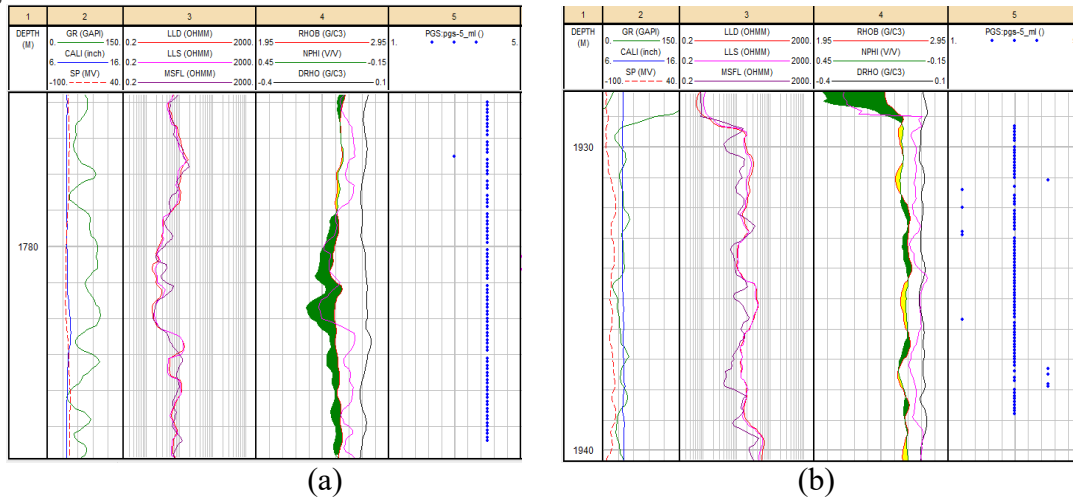 1 2 3 4 5
DEPTH (M)
GR (GAPI)
0. 150.
CALI (inch)
6. 16.
SP (MV)
-100. 40.
LLD (OHMM)
0.2 2000.
LLS (OHMM)
0.2 2000.
MSFL (OHMM)
0.2 2000.
RHOB (G/C3)
1.95 2.95
NPHI (V/V)
0.45 -0.15
DRHO (G/C3)
-0.4 0.1
PGS:pgs-5_ml ()
1. 5.
1780
(a)
1 2 3 4 5
DEPTH (M)
GR (GAPI)
0. 150.
CALI (inch)
6. 16.
SP (MV)
-100. 40.
LLD (OHMM)
0.2 2000.
LLS (OHMM)
0.2 2000.
MSFL (OHMM)
0.2 2000.
RHOB (G/C3)
1.95 2.95
NPHI (V/V)
0.45 -0.15
DRHO (G/C3)
-0.4 0.1
PGS:pgs-5_ml ()
1. 5.
1930
1940
(b)